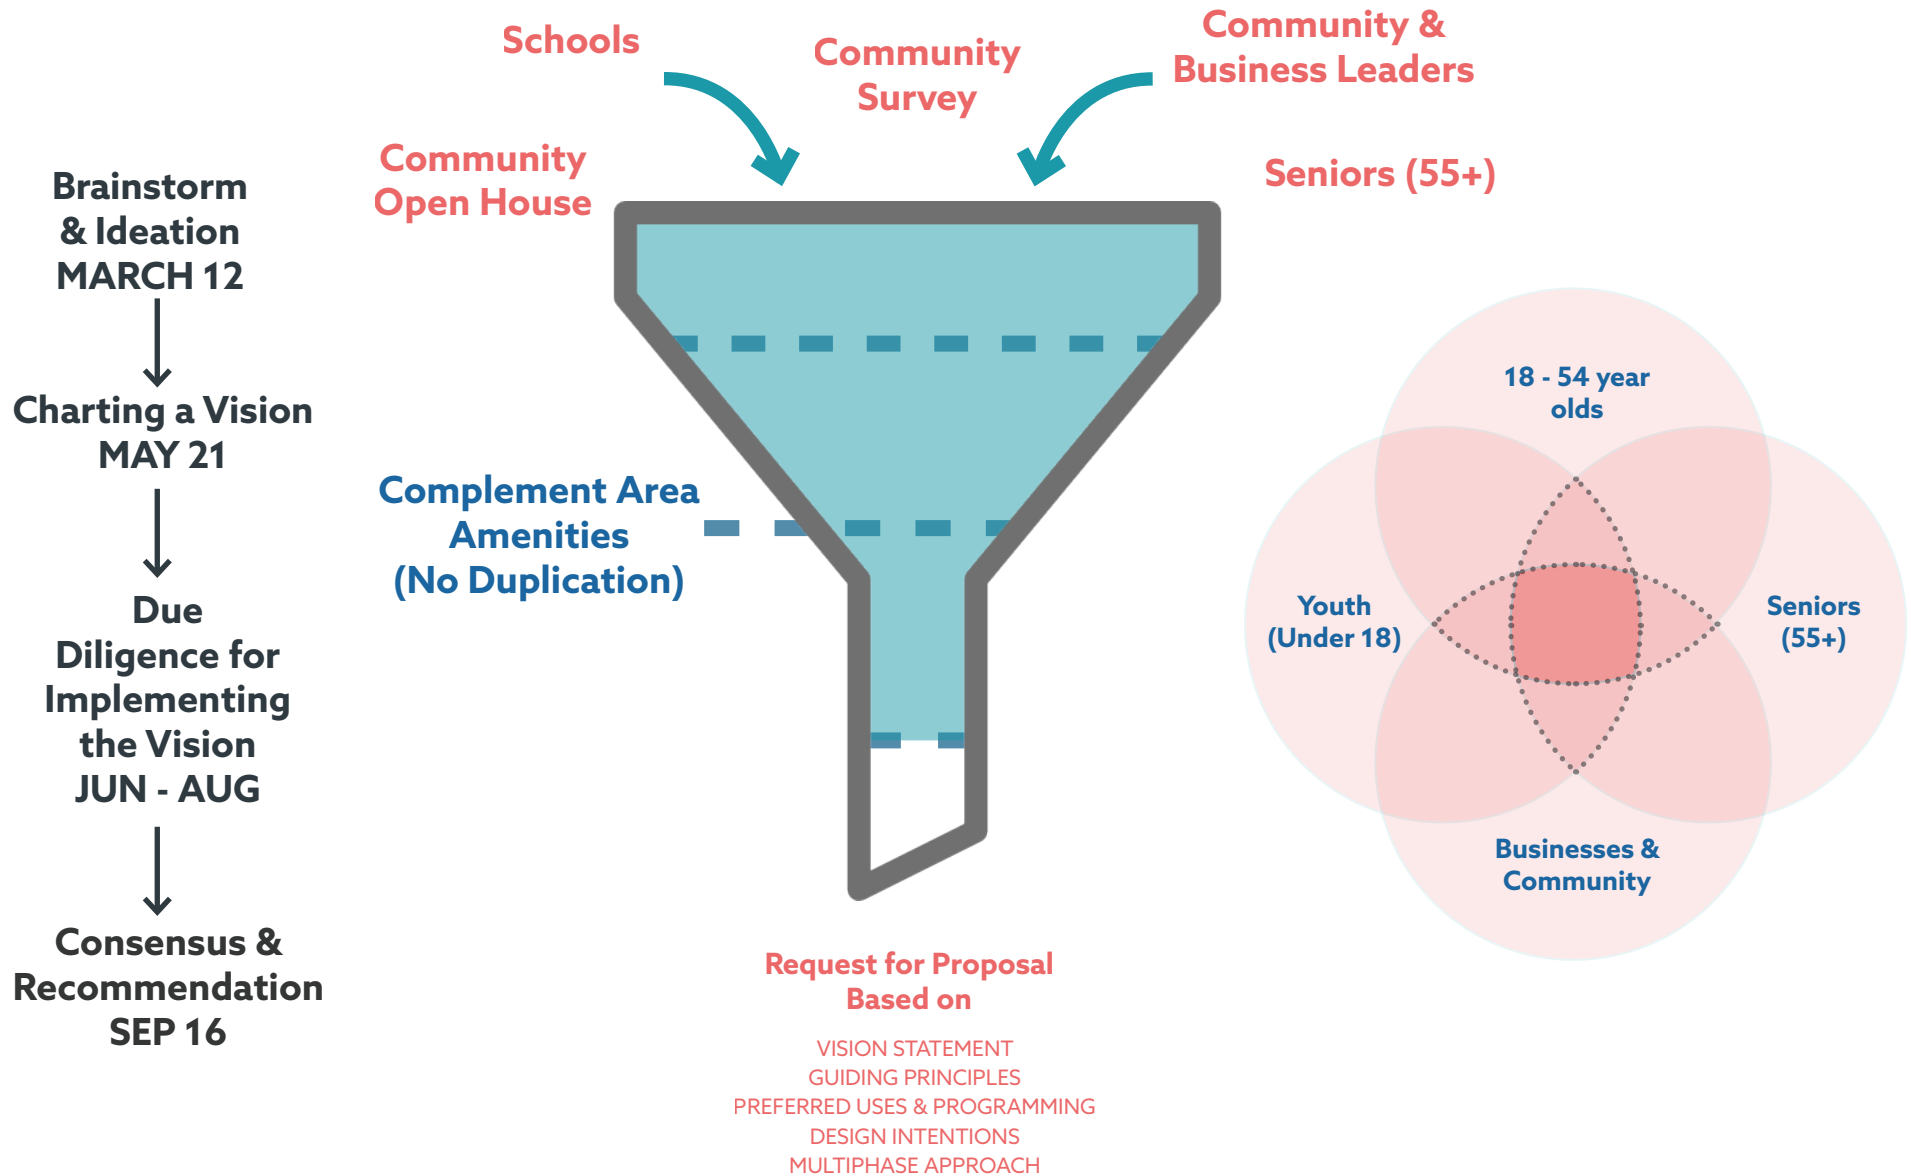 Schools
Community
Survey
Community &
Business Leaders
Community
Open House
Seniors (55+)
Brainstorm
& Ideation
MARCH 12
Charting a Vision
MAY 21
Due
Diligence for
Implementing
the Vision
JUN - AUG
Consensus &
Recommendation
SEP 16
Complement Area
Amenities
(No Duplication)
18 - 54 year
olds
Youth
(Under 18)
Seniors
(55+)
Businesses &
Community
Request for Proposal
Based on
VISION STATEMENT
GUIDING PRINCIPLES
PREFERRED USES & PROGRAMMING
DESIGN INTENTIONS
MULTIPHASE APPROACH